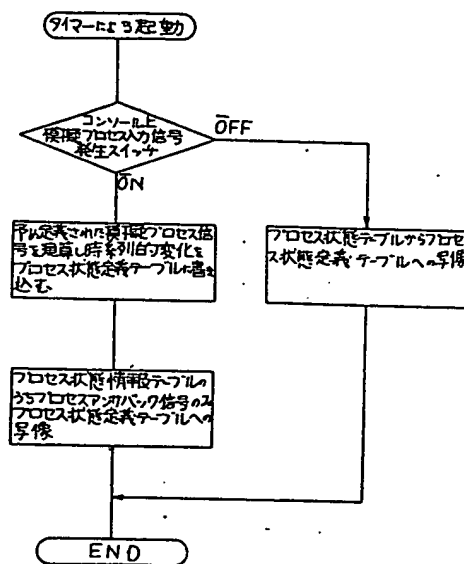 タイマーによる起動
コンソール上
模擬プロセス入力信号
発生スイッチ
OFF
ON
予め定義された模擬プロセス信
号を 時系列的変化を
プロセス状態定義テーブルに書き
込む
プロセス状態テーブルからプロセ
ス状態定義テーブルへの写像
プロセス状態情報テーブルの
うちプロセスアンサバック信号のみ
プロセス状態定義テーブルへの
写像
END